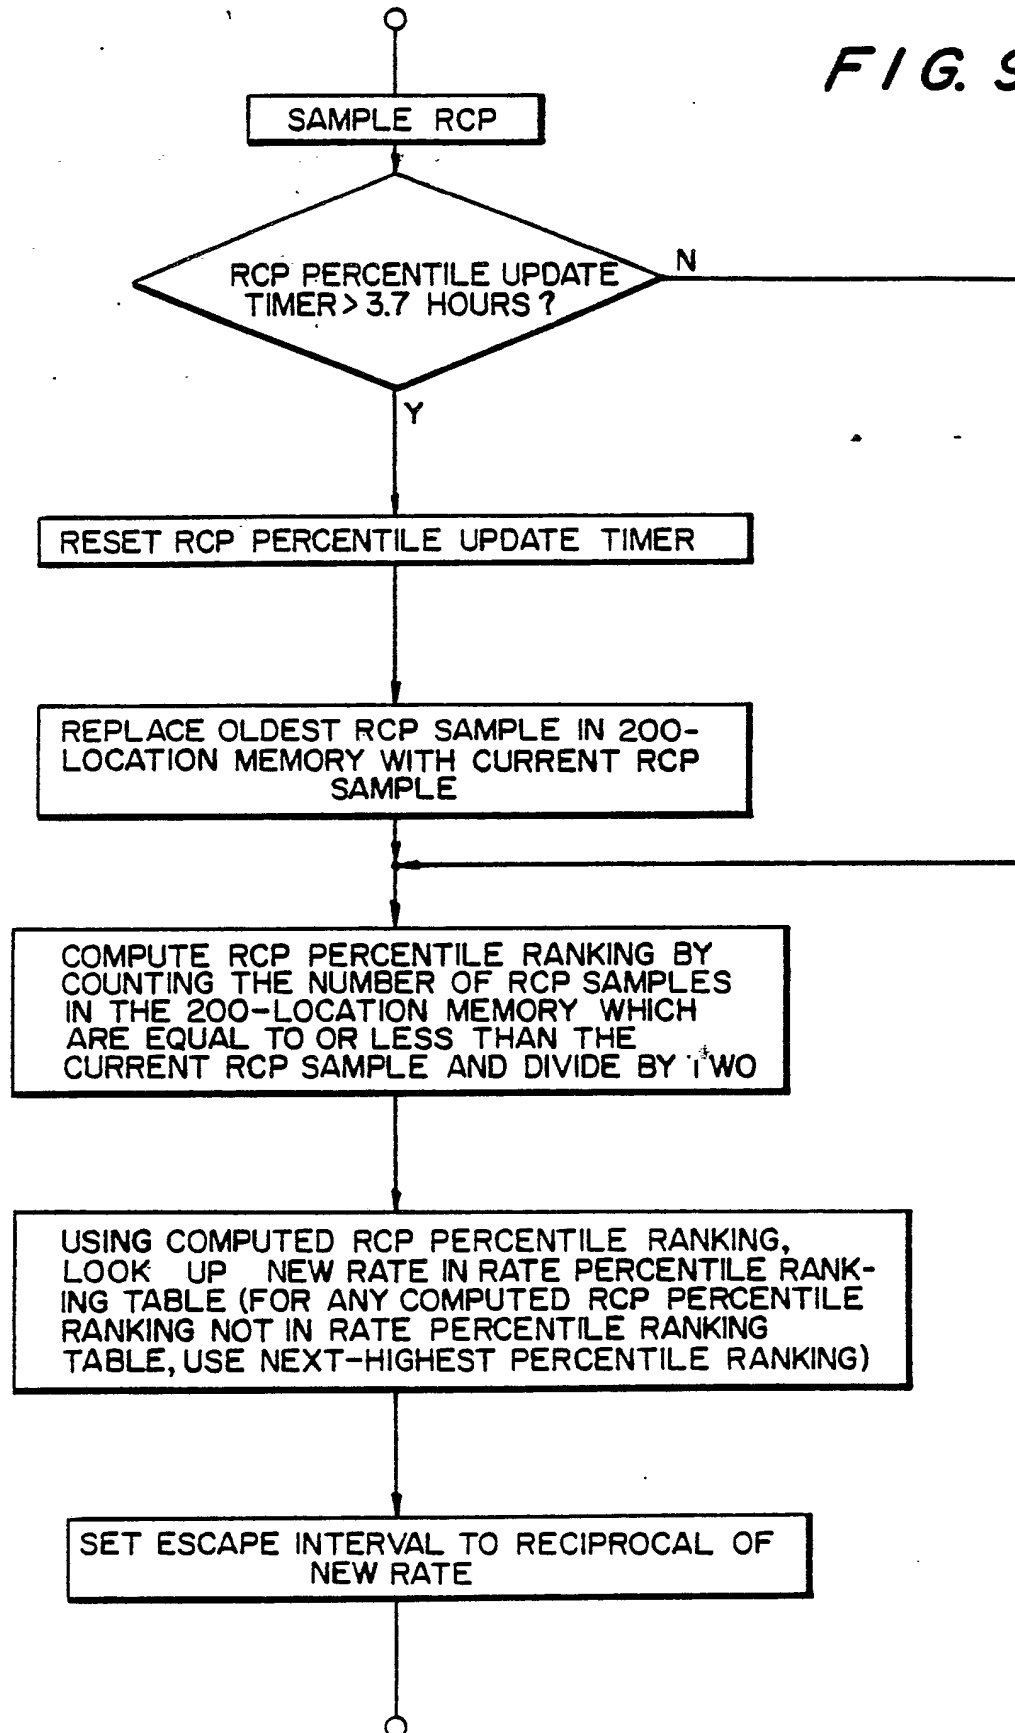 FIG. 9
SAMPLE RCP
RCP PERCENTILE UPDATE
TIMER > 3.7 HOURS ?
N
Y
RESET RCP PERCENTILE UPDATE TIMER
REPLACE OLDEST RCP SAMPLE IN 200-
LOCATION MEMORY WITH CURRENT RCP
SAMPLE
COMPUTE RCP PERCENTILE RANKING BY
COUNTING THE NUMBER OF RCP SAMPLES
IN THE 200-LOCATION MEMORY WHICH
ARE EQUAL TO OR LESS THAN THE
CURRENT RCP SAMPLE AND DIVIDE BY TWO
USING COMPUTED RCP PERCENTILE RANKING,
LOOK UP NEW RATE IN RATE PERCENTILE RANK-
ING TABLE (FOR ANY COMPUTED RCP PERCENTILE
RANKING NOT IN RATE PERCENTILE RANKING
TABLE, USE NEXT-HIGHEST PERCENTILE RANKING)
SET ESCAPE INTERVAL TO RECIPROCAL OF
NEW RATE